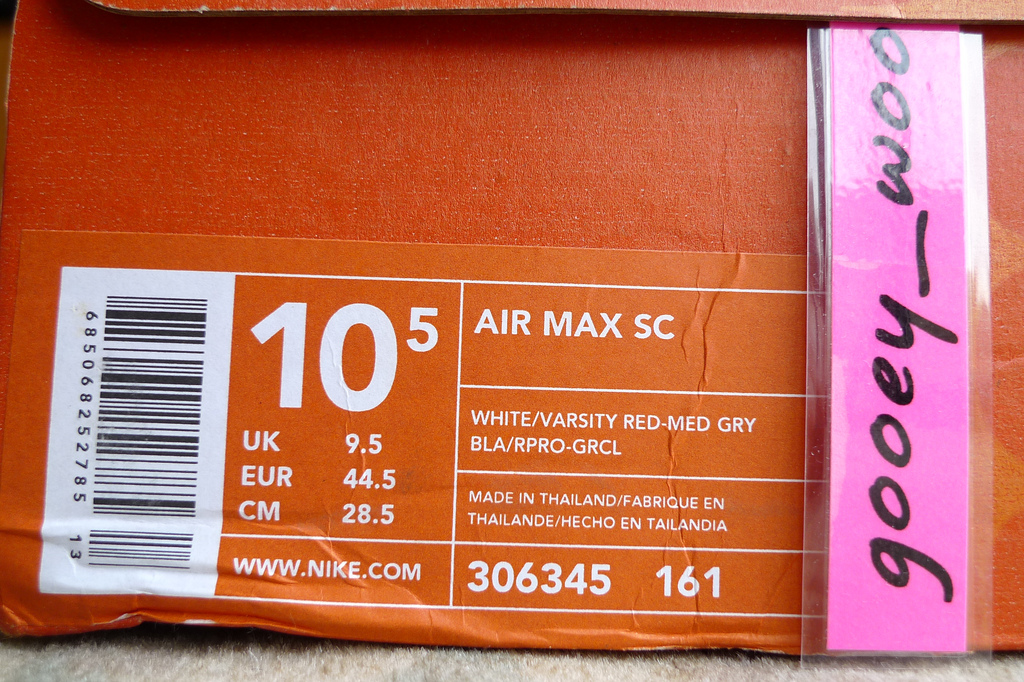 685068252785 13
10 5
UK 9.5
EUR 44.5
CM 28.5
WWW.NIKE.COM
AIR MAX SC
WHITE/VARSITY RED-MED GRY
BLA/RPRO-GRCL
MADE IN THAILAND/FABRIQUE EN
THAILANDE/HECHO EN TAILANDIA
306345 161
gooey_woo